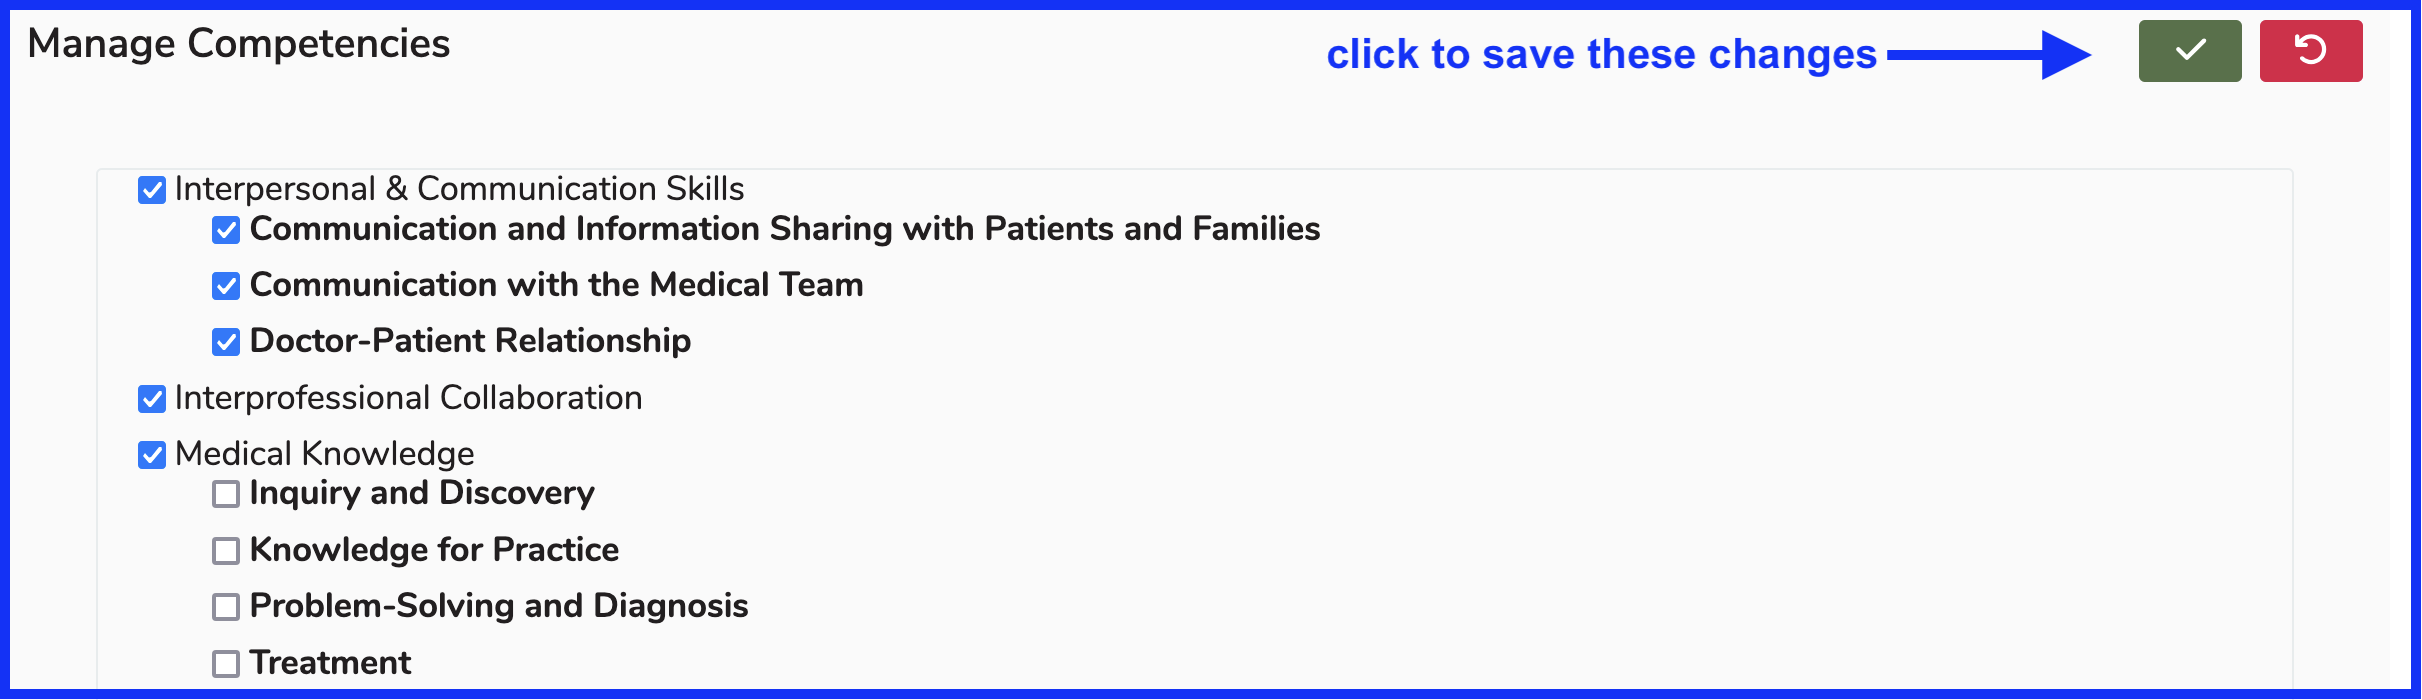 Manage Competencies
click to save these changes
Interpersonal & Communication Skills
Communication and Information Sharing with Patients and Families
Communication with the Medical Team
Doctor-Patient Relationship
Interprofessional Collaboration
Medical Knowledge
Inquiry and Discovery
Knowledge for Practice
Problem-Solving and Diagnosis
Treatment